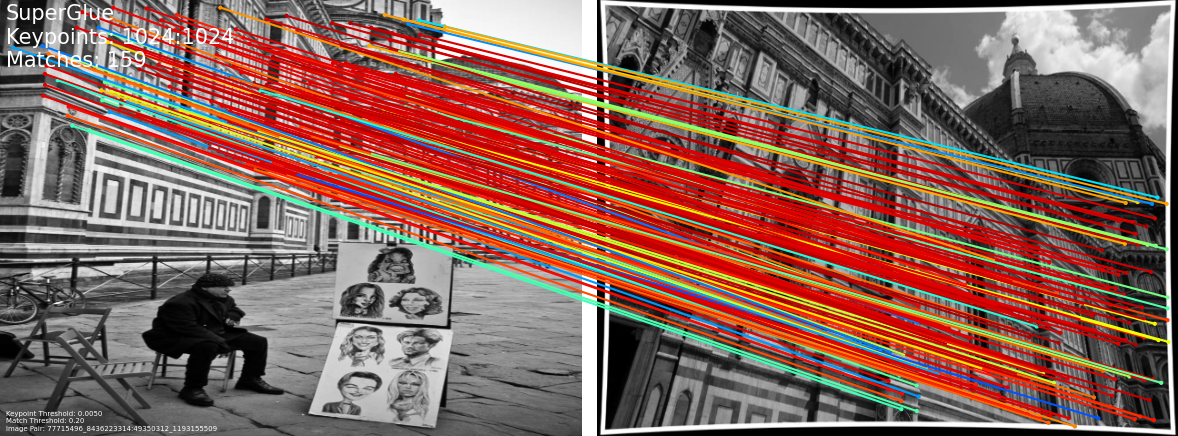 SuperGlue
Keypoints: 1024:1024
Matches: 159
Keypoint Threshold: 0.0050
Match Threshold: 0.20
Image Pair: 77715496_8436223314:49350312_1193155509